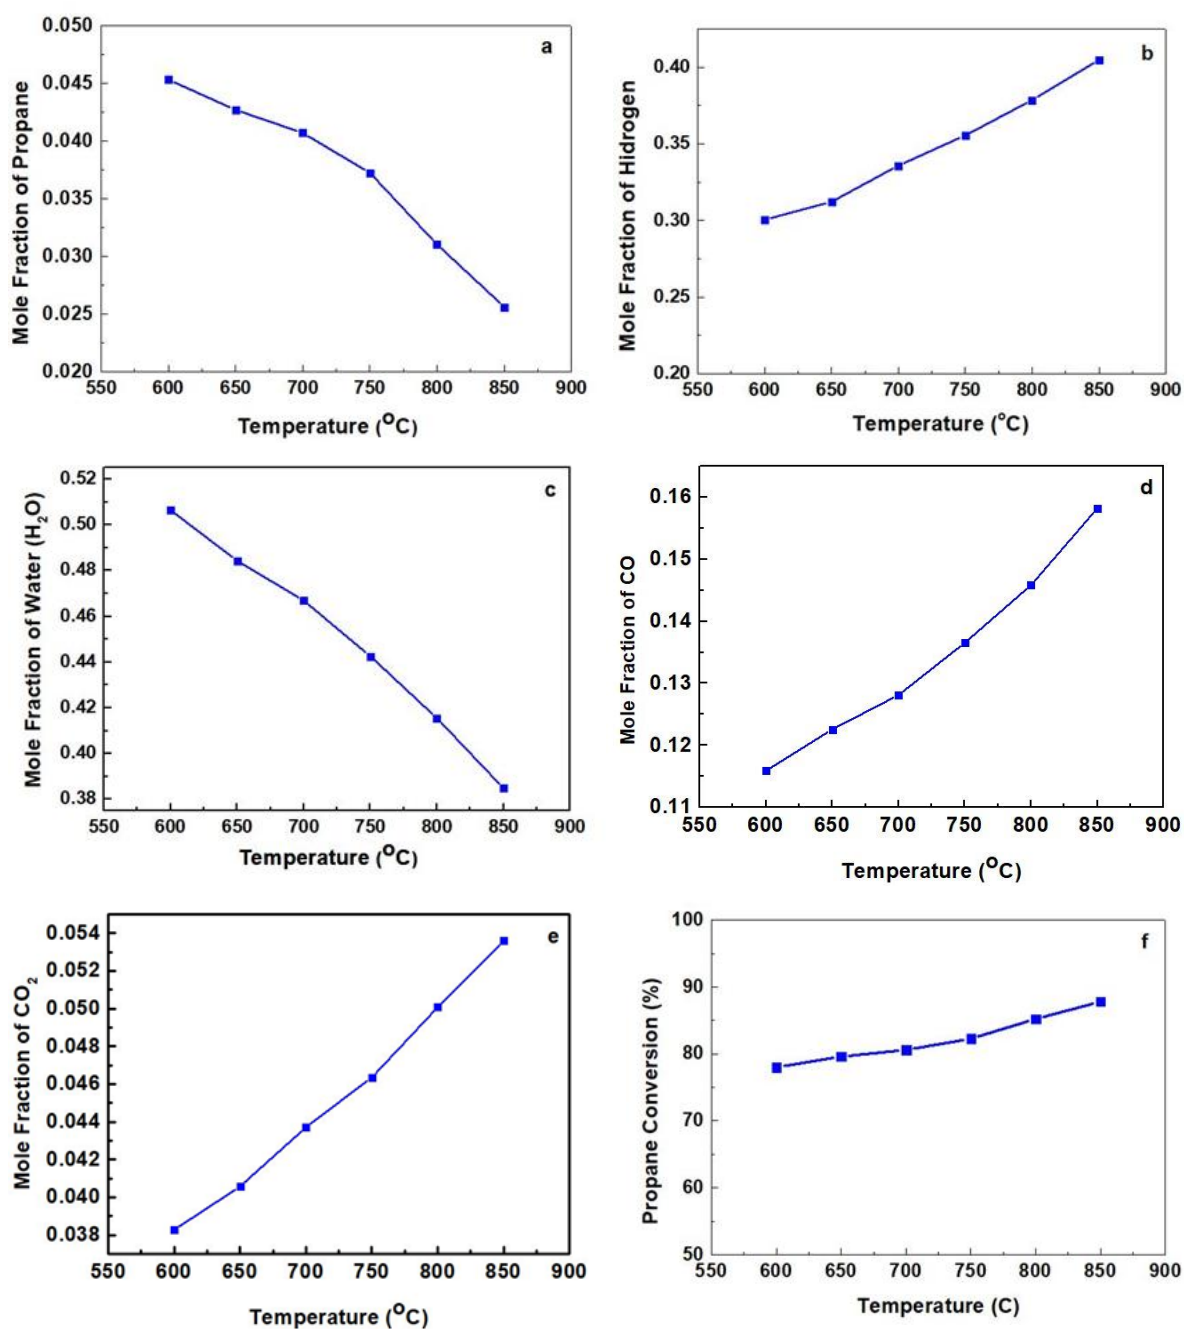 a
Mole Fraction of Propane
0.050
0.045
0.040
0.035
0.030
0.025
0.020
550 600 650 700 750 800 850 900
Temperature (°C)
b
Mole Fraction of Hidrogen
0.40
0.35
0.30
0.25
0.20
550 600 650 700 750 800 850 900
Temperature (°C)
c
Mole Fraction of Water (H₂O)
0.52
0.50
0.48
0.46
0.44
0.42
0.40
0.38
550 600 650 700 750 800 850 900
Temperature (°C)
d
Mole Fraction of CO
0.16
0.15
0.14
0.13
0.12
0.11
550 600 650 700 750 800 850 900
Temperature (°C)
e
Mole Fraction of CO₂
0.054
0.052
0.050
0.048
0.046
0.044
0.042
0.040
0.038
550 600 650 700 750 800 850 900
Temperature (°C)
f
Propane Conversion (%)
100
90
80
70
60
50
550 600 650 700 750 800 850 900
Temperature (C)